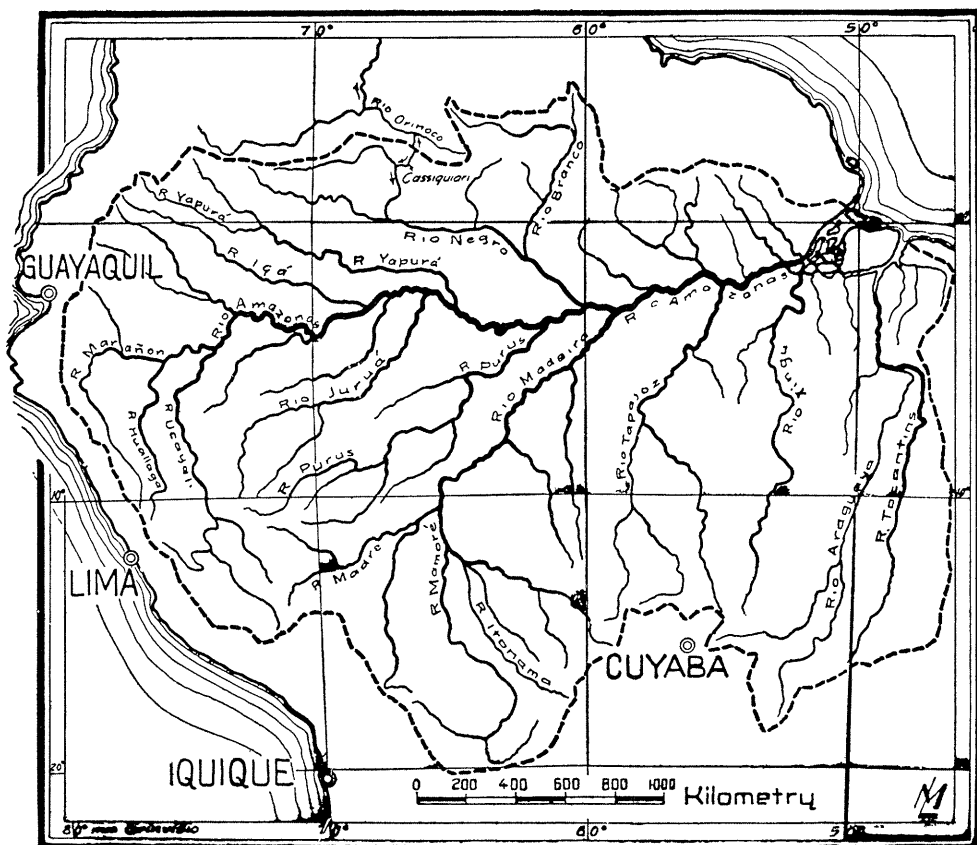 70° 60° 50°
Rio Orinoco
Cassiquiari
Rio Branco
R. Yapurá
Rio Negro
R Içá
R Yapurá
GUAYAQUIL
Rio Amazonas
R. Amazonas
R Marañon
R. Huallaga
R Ucayali
Rio Juruá
R Purus
R Purus
Rio Madeira
Rio Tapajoz
Rio Xingu
Rio Araguaya
R. Tocantins
10°
LIMA
R Madre
R. Mamoré
R Itonama
CUYABA
20°
IQUIQUE
0 200 400 600 800 1000
Kilometry
80° 70° 60° 50°